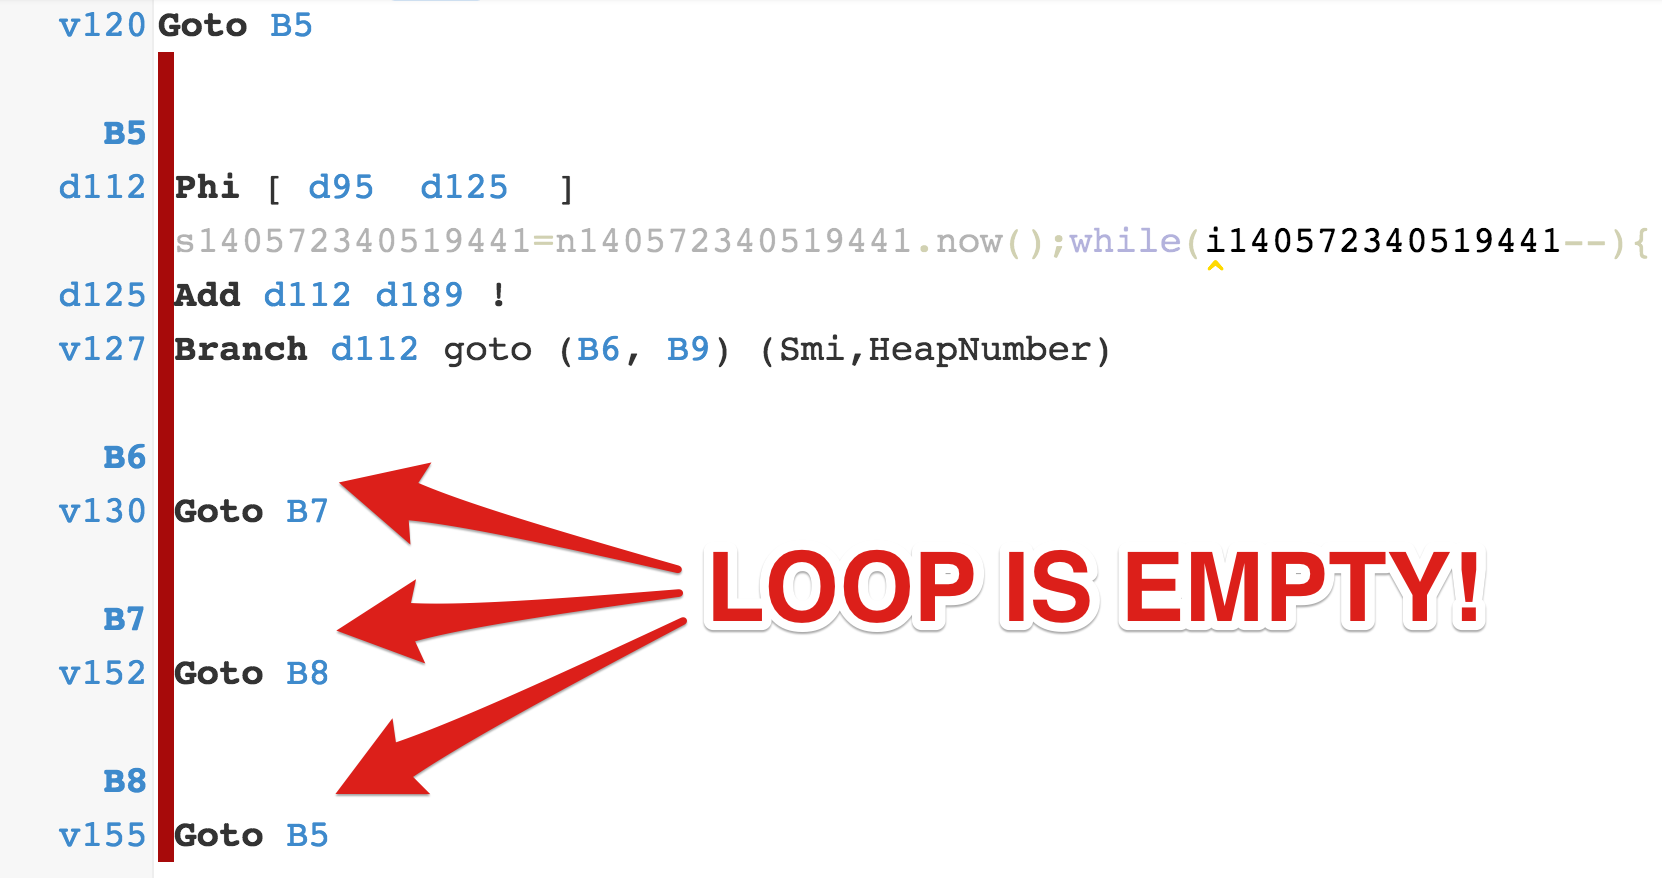 v120 Goto B5
B5
d112 Phi [ d95 d125 ]
s140572340519441=n140572340519441.now();while(i140572340519441--){
^
d125 Add d112 d189 !
v127 Branch d112 goto (B6, B9) (Smi,HeapNumber)
B6
v130 Goto B7
LOOP IS EMPTY!
B7
v152 Goto B8
B8
v155 Goto B5